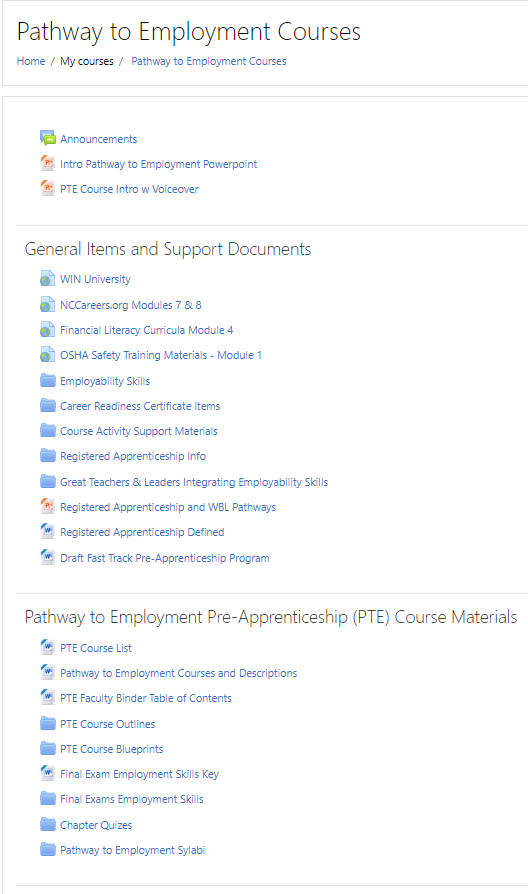 Pathway to Employment Courses
Home / My courses / Pathway to Employment Courses
Announcements
Intro Pathway to Employment Powerpoint
PTE Course Intro w Voiceover
General Items and Support Documents
WIN University
NCCareers.org Modules 7 & 8
Financial Literacy Curricula Module 4
OSHA Safety Training Materials - Module 1
Employability Skills
Career Readiness Certificate Items
Course Activity Support Materials
Registered Apprenticeship Info
Great Teachers & Leaders Integrating Employability Skills
Registered Apprenticeship and WBL Pathways
Registered Apprenticeship Defined
Draft Fast Track Pre-Apprenticeship Program
Pathway to Employment Pre-Apprenticeship (PTE) Course Materials
PTE Course List
Pathway to Employment Courses and Descriptions
PTE Faculty Binder Table of Contents
PTE Course Outlines
PTE Course Blueprints
Final Exam Employment Skills Key
Final Exams Employment Skills
Chapter Quizes
Pathway to Employment Sylabi